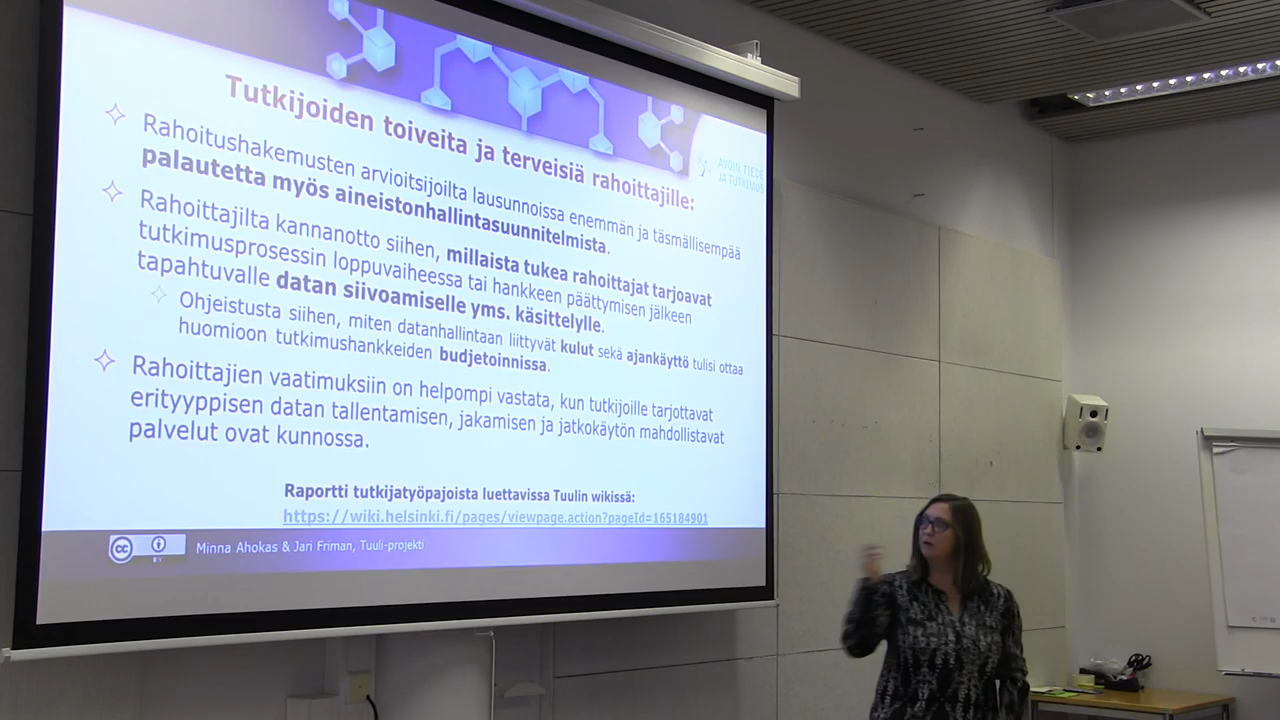 Tutkijoiden toiveita ja terveisiä rahoittajille:
AVOIN TIEDE
JA TUTKIMUS
Rahoitushakemusten arvioitsijoilta lausunnoissa enemmän ja täsmällisempää
palautetta myös aineistonhallintasuunnitelmista.
Rahoittajilta kannanotto siihen, millaista tukea rahoittajat tarjoavat
tutkimusprosessin loppuvaiheessa tai hankkeen päättymisen jälkeen
tapahtuvalle datan siivoamiselle yms. käsittelylle.
Ohjeistusta siihen, miten datanhallintaan liittyvät kulut sekä ajankäyttö tulisi ottaa
huomioon tutkimushankkeiden budjetoinnissa.
Rahoittajien vaatimuksiin on helpompi vastata, kun tutkijoille tarjottavat
erityyppisen datan tallentamisen, jakamisen ja jatkokäytön mahdollistavat
palvelut ovat kunnossa.
Raportti tutkijatyöpajoista luettavissa Tuulin wikissä:
https://wiki.helsinki.fi/pages/viewpage.action?pageId=165184901
cc BY
Minna Ahokas & Jari Friman, Tuuli-projekti